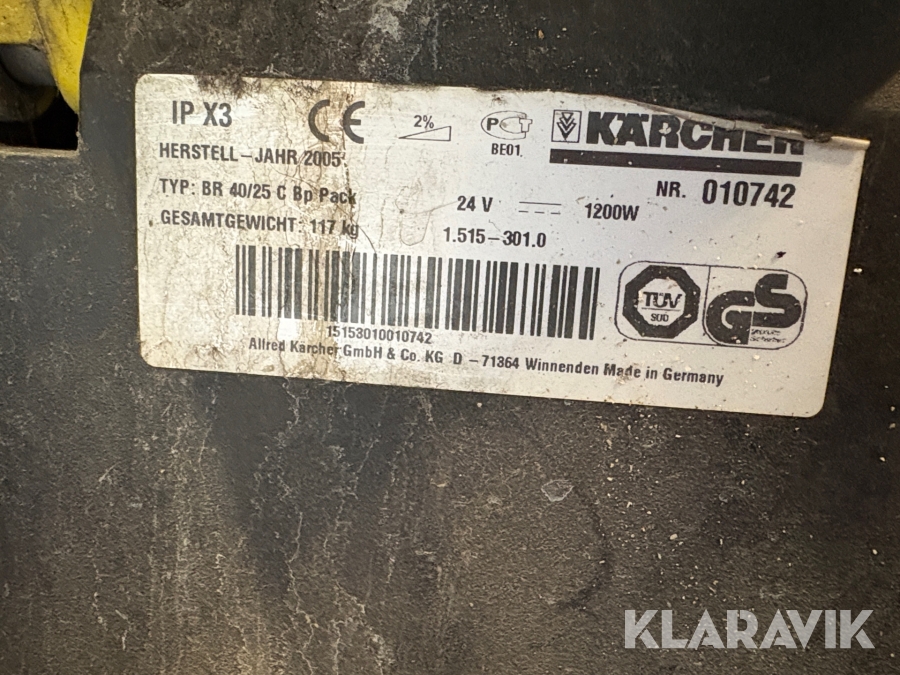 IP X3
CE
2%
PCT
BE01
KÄRCHER
HERSTELL-JAHR 2005
NR. 010742
TYP: BR 40/25 C Bp Pack
24 V
1200W
GESAMTGEWICHT: 117 kg
1.515-301.0
TÜV
SÜD
GS
15153010010742
Alfred Kärcher GmbH & Co. KG D -71364 Winnenden Made in Germany
KLARAVIK